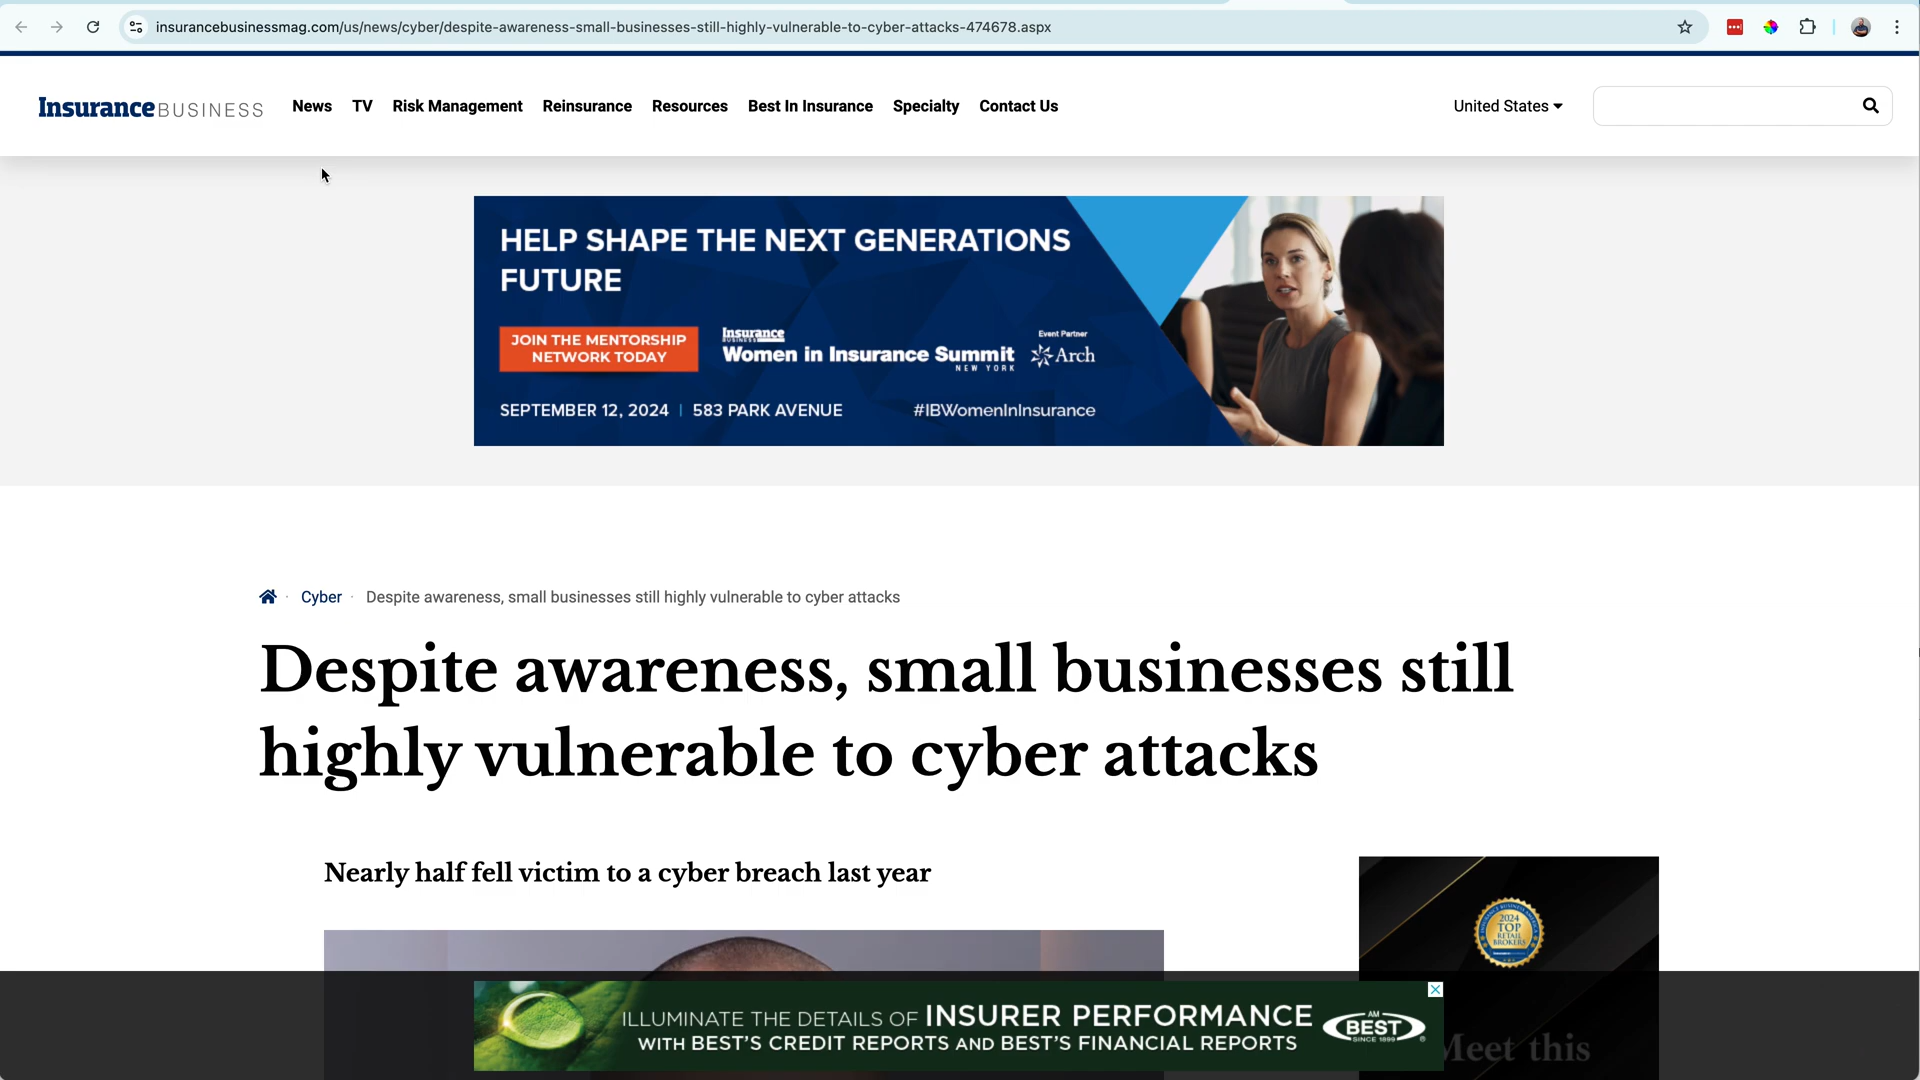 insurancebusinessmag.com/us/news/cyber/despite-awareness-small-businesses-still-highly-vulnerable-to-cyber-attacks-474678.aspx
Insurance BUSINESS
News
TV
Risk Management
Reinsurance
Resources
Best In Insurance
Specialty
Contact Us
United States
HELP SHAPE THE NEXT GENERATIONS
FUTURE
JOIN THE MENTORSHIP
NETWORK TODAY
Insurance
BUSINESS
Women in Insurance Summit
NEW YORK
Event Partner
Arch
SEPTEMBER 12, 2024 | 583 PARK AVENUE
#IBWomenInInsurance
Cyber
Despite awareness, small businesses still highly vulnerable to cyber attacks
Despite awareness, small businesses still
highly vulnerable to cyber attacks
Nearly half fell victim to a cyber breach last year
2024
TOP
RETAIL
BROKERS
Meet this
ILLUMINATE THE DETAILS OF INSURER PERFORMANCE
WITH BEST'S CREDIT REPORTS AND BEST'S FINANCIAL REPORTS
AM
BEST
SINCE 1899